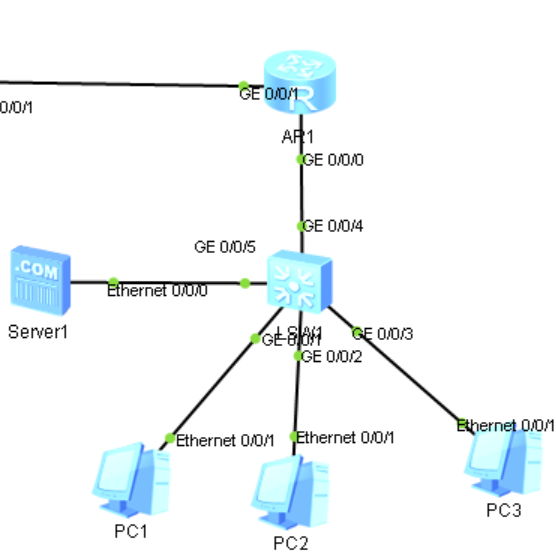 GE 0/0/1
0/0/1
R
AR1
GE 0/0/0
GE 0/0/4
GE 0/0/5
.COM
Ethernet 0/0/0
Server1
GE 0/0/1
GE 0/0/3
GE 0/0/2
Ethernet 0/0/1
Ethernet 0/0/1
Ethernet 0/0/1
PC1
PC2
PC3